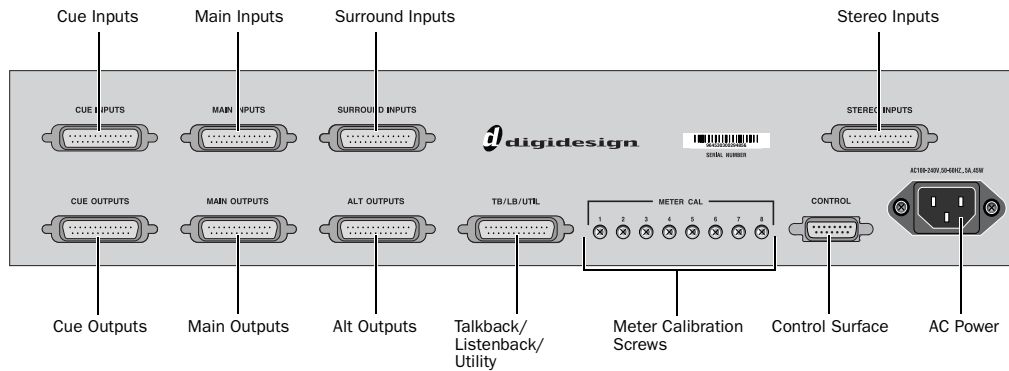 Cue Inputs
Main Inputs
Surround Inputs
Stereo Inputs
CUE INPUTS
MAIN INPUTS
SURROUND INPUTS
STEREO INPUTS
digidesign
964530300294856
SERIAL NUMBER
AC100-240V,50-60HZ,.5A,45W
CUE OUTPUTS
MAIN OUTPUTS
ALT OUTPUTS
TB/LB/UTIL
METER CAL
CONTROL
1 2 3 4 5 6 7 8
Cue Outputs
Main Outputs
Alt Outputs
Talkback/
Listenback/
Utility
Meter Calibration
Screws
Control Surface
AC Power